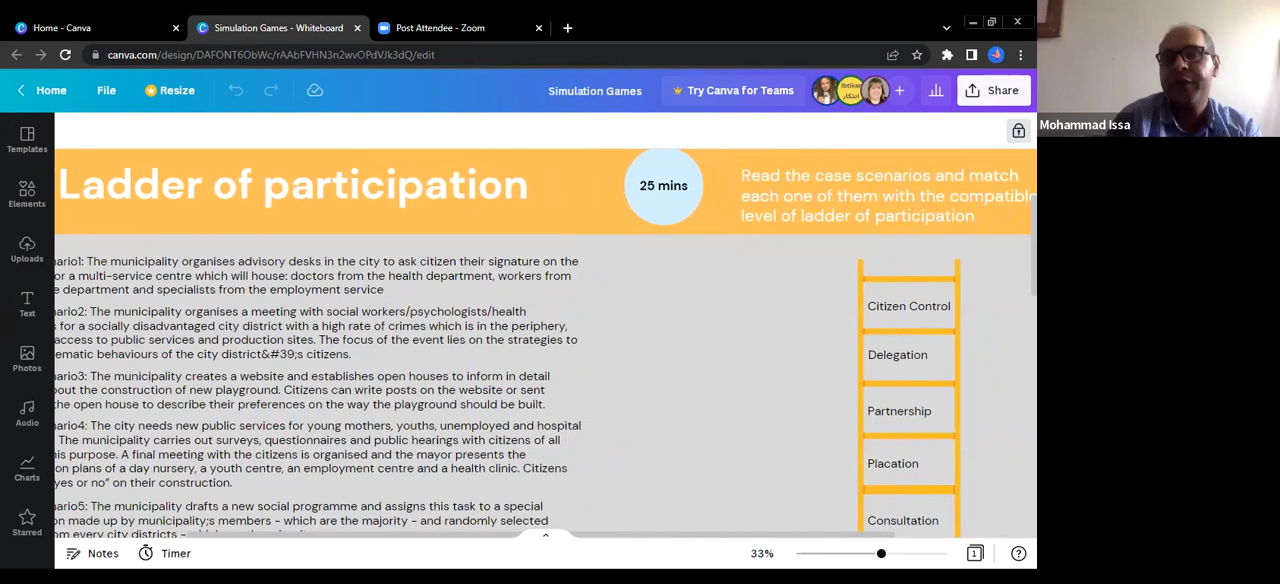 Home - Canva
Simulation Games - Whiteboard
Post Attendee - Zoom
canva.com/design/DAFONT6ObWc/rAAbFVHN3n2wvOPdVJk3dQ/edit
Home
File
Resize
Simulation Games
Try Canva for Teams
Share
Mohammad Issa
Templates
Elements
Uploads
Text
Photos
Audio
Charts
Starred
Ladder of participation
25 mins
Read the case scenarios and match
each one of them with the compatible
level of ladder of participation
nario1: The municipality organises advisory desks in the city to ask citizen their signature on the
or a multi-service centre which will house: doctors from the health department, workers from
e department and specialists from the employment service
nario2: The municipality organises a meeting with social workers/psychologists/health
s for a socially disadvantaged city district with a high rate of crimes which is in the periphery,
access to public services and production sites. The focus of the event lies on the strategies to
ematic behaviours of the city district&#39;s citizens.
nario3: The municipality creates a website and establishes open houses to inform in detail
bout the construction of new playground. Citizens can write posts on the website or sent
the open house to describe their preferences on the way the playground should be built.
nario4: The city needs new public services for young mothers, youths, unemployed and hospital
The municipality carries out surveys, questionnaires and public hearings with citizens of all
his purpose. A final meeting with the citizens is organised and the mayor presents the
on plans of a day nursery, a youth centre, an employment centre and a health clinic. Citizens
yes or no" on their construction.
nario5: The municipality drafts a new social programme and assigns this task to a special
on made up by municipality;s members - which are the majority - and randomly selected
om every city districts -
Citizen Control
Delegation
Partnership
Placation
Consultation
Notes
Timer
33%
1